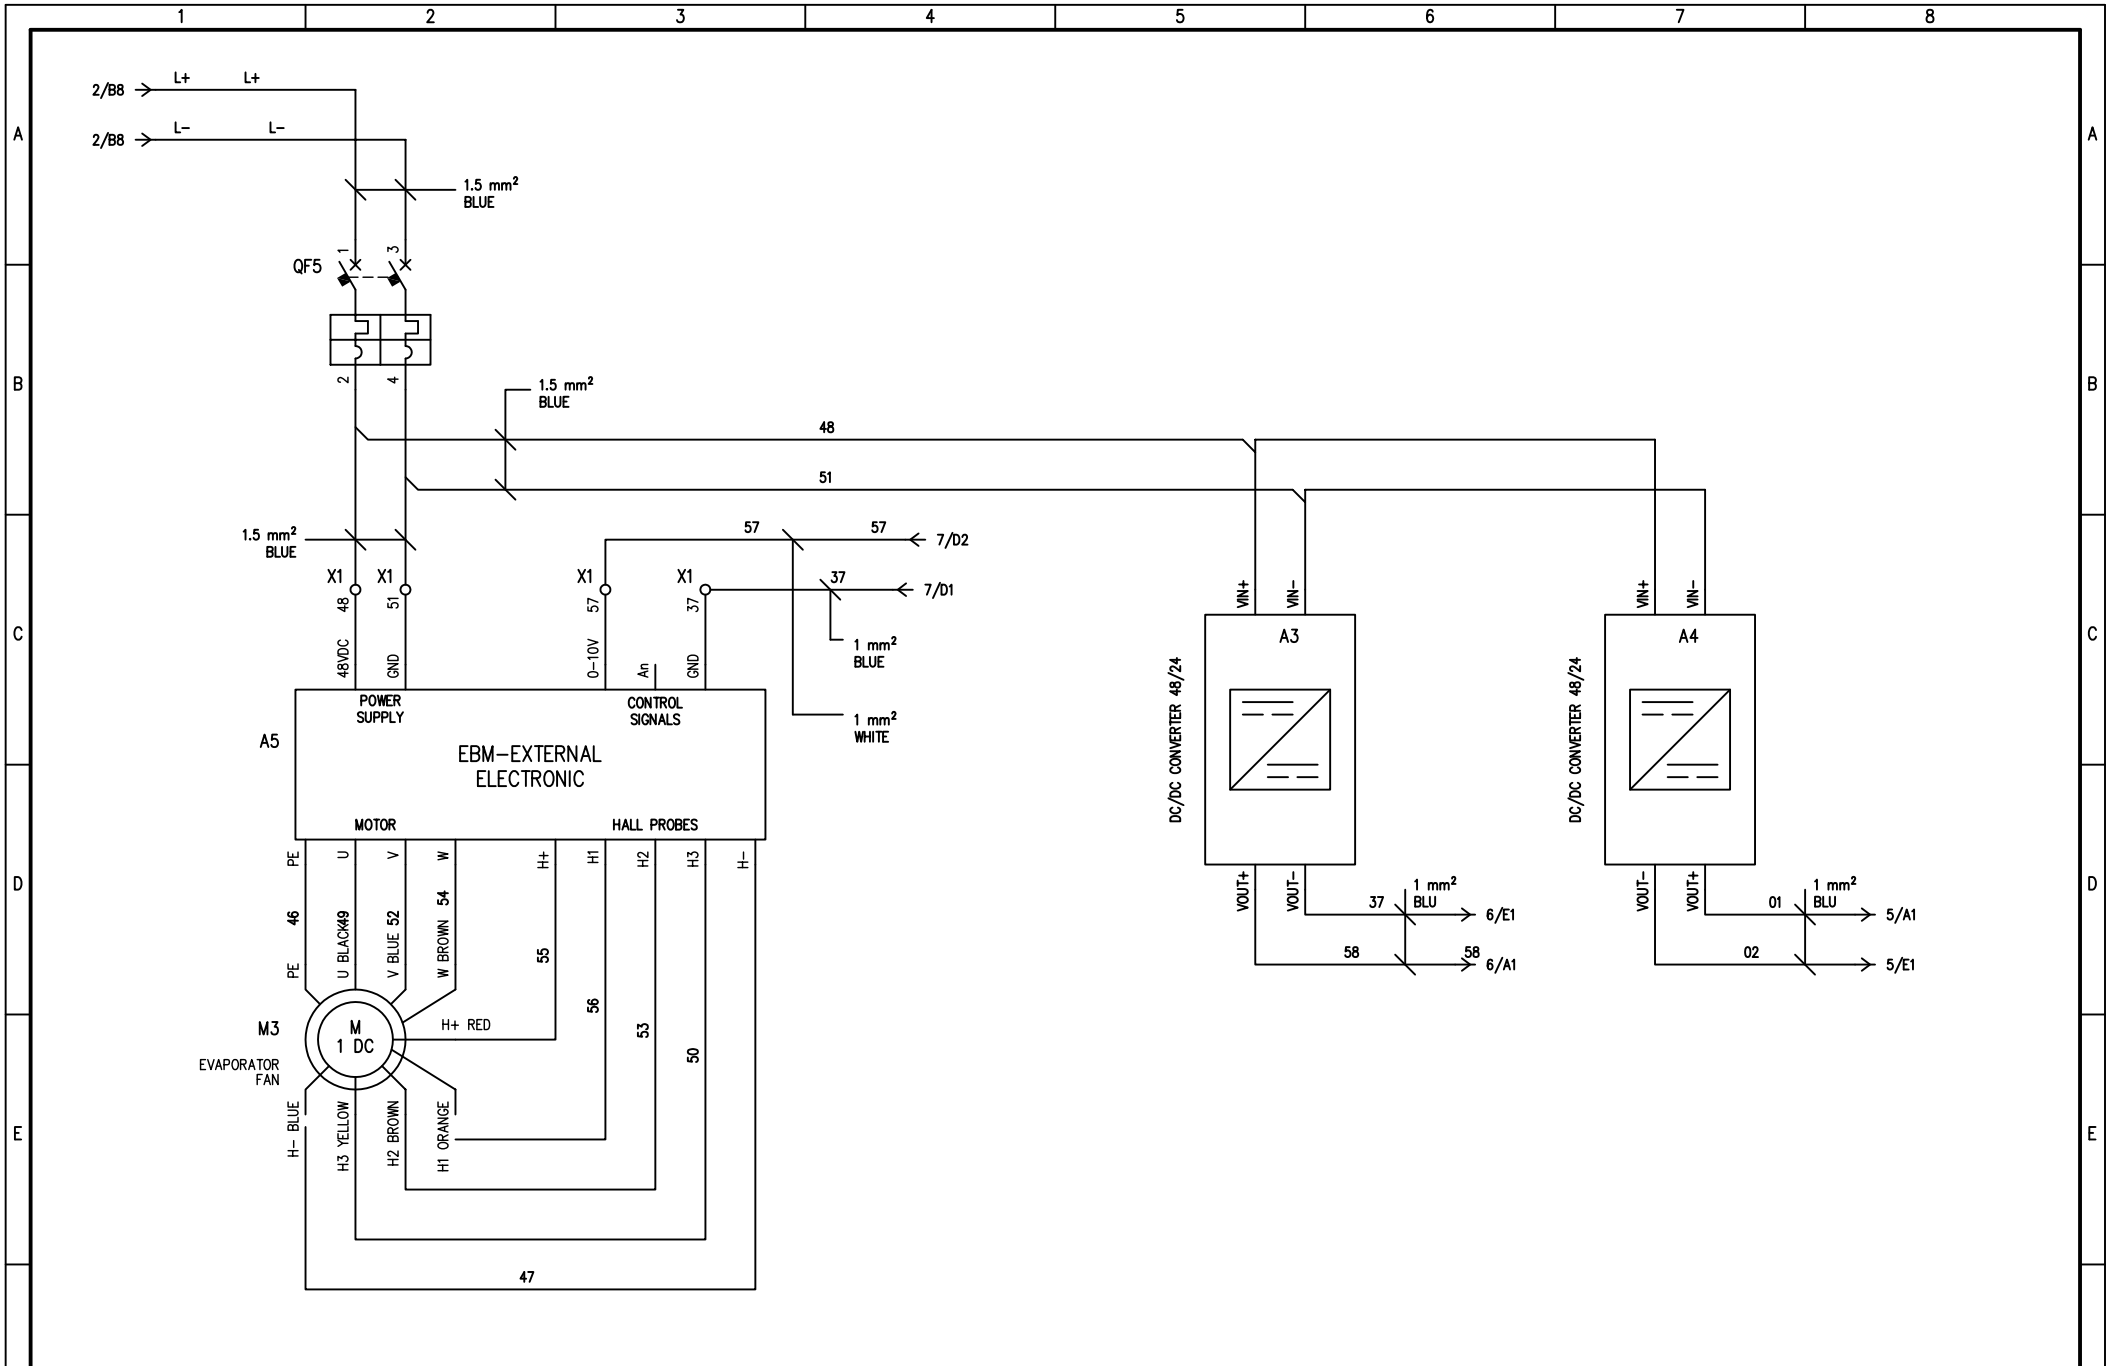 1 2 3 4 5 6 7 8
L+ L+
2/B8
L- L-
2/B8
A A
1.5 mm²
BLUE
1 3
QF5
2 4
B B
1.5 mm²
BLUE
48
51
1.5 mm²
BLUE
57 57
7/D2
X1 X1 X1 X1
37
7/D1
48 51 57 37
VIN+ VIN- VIN+ VIN-
C C
1 mm²
BLUE
48VDC GND 0-10V An GND
A3 A4
DC/DC CONVERTER 48/24
DC/DC CONVERTER 48/24
POWER
SUPPLY
CONTROL
SIGNALS
1 mm²
WHITE
A5
EBM-EXTERNAL
ELECTRONIC
MOTOR
HALL PROBES
PE U V W H+ H1 H2 H3 H-
D D
VOUT+ VOUT- VOUT- VOUT+
1 mm²
BLU
1 mm²
BLU
37
6/E1
01
5/A1
46 49 52 54
PE U BLACK V BLUE W BROWN
55
58 58
6/A1
02
5/E1
56
53
50
M3
M
1 DC
H+ RED
EVAPORATOR
FAN
E E
H- BLUE H3 YELLOW H2 BROWN H1 ORANGE
47